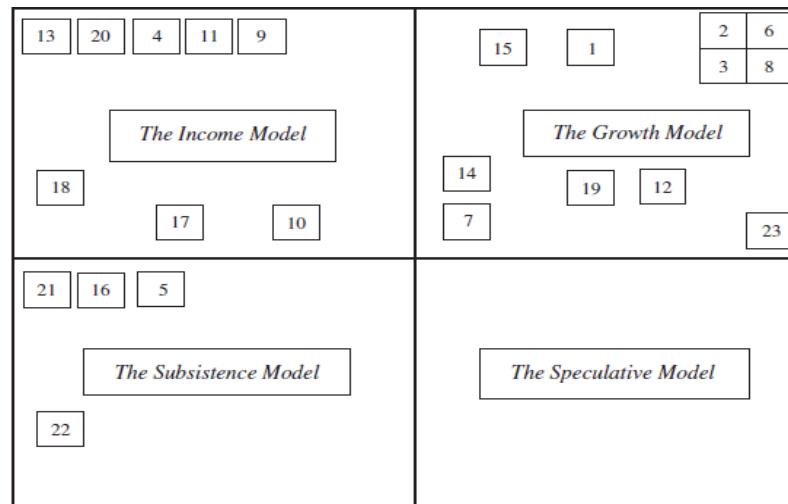 13 20 4 11 9
The Income Model
18
17 10
15 1 2 6
3 8
The Growth Model
14 19 12
7 23
21 16 5
The Subsistence Model
22
The Speculative Model